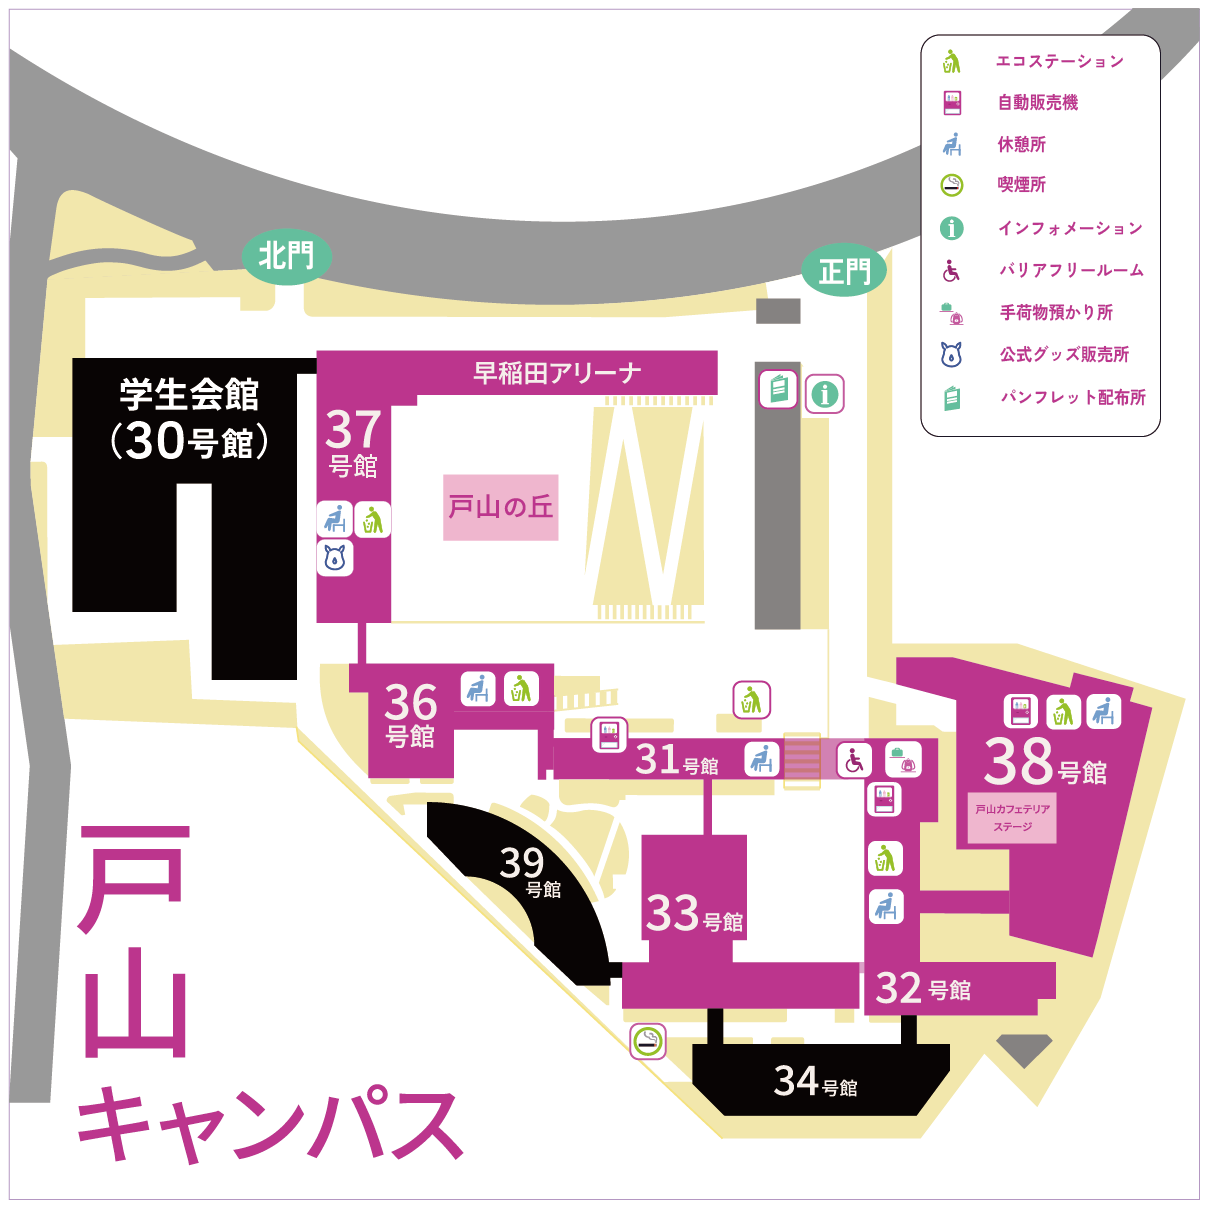 エコステーション
自動販売機
休憩所
喫煙所
インフォメーション
バリアフリールーム
手荷物預かり所
公式グッズ販売所
パンフレット配布所
北門
正門
学生会館
（30号館）
早稲田アリーナ
37
号館
戸山の丘
36
号館
31号館
38号館
戸山カフェテリア
ステージ
39
号館
33号館
32号館
34号館
戸
山
キャンパス